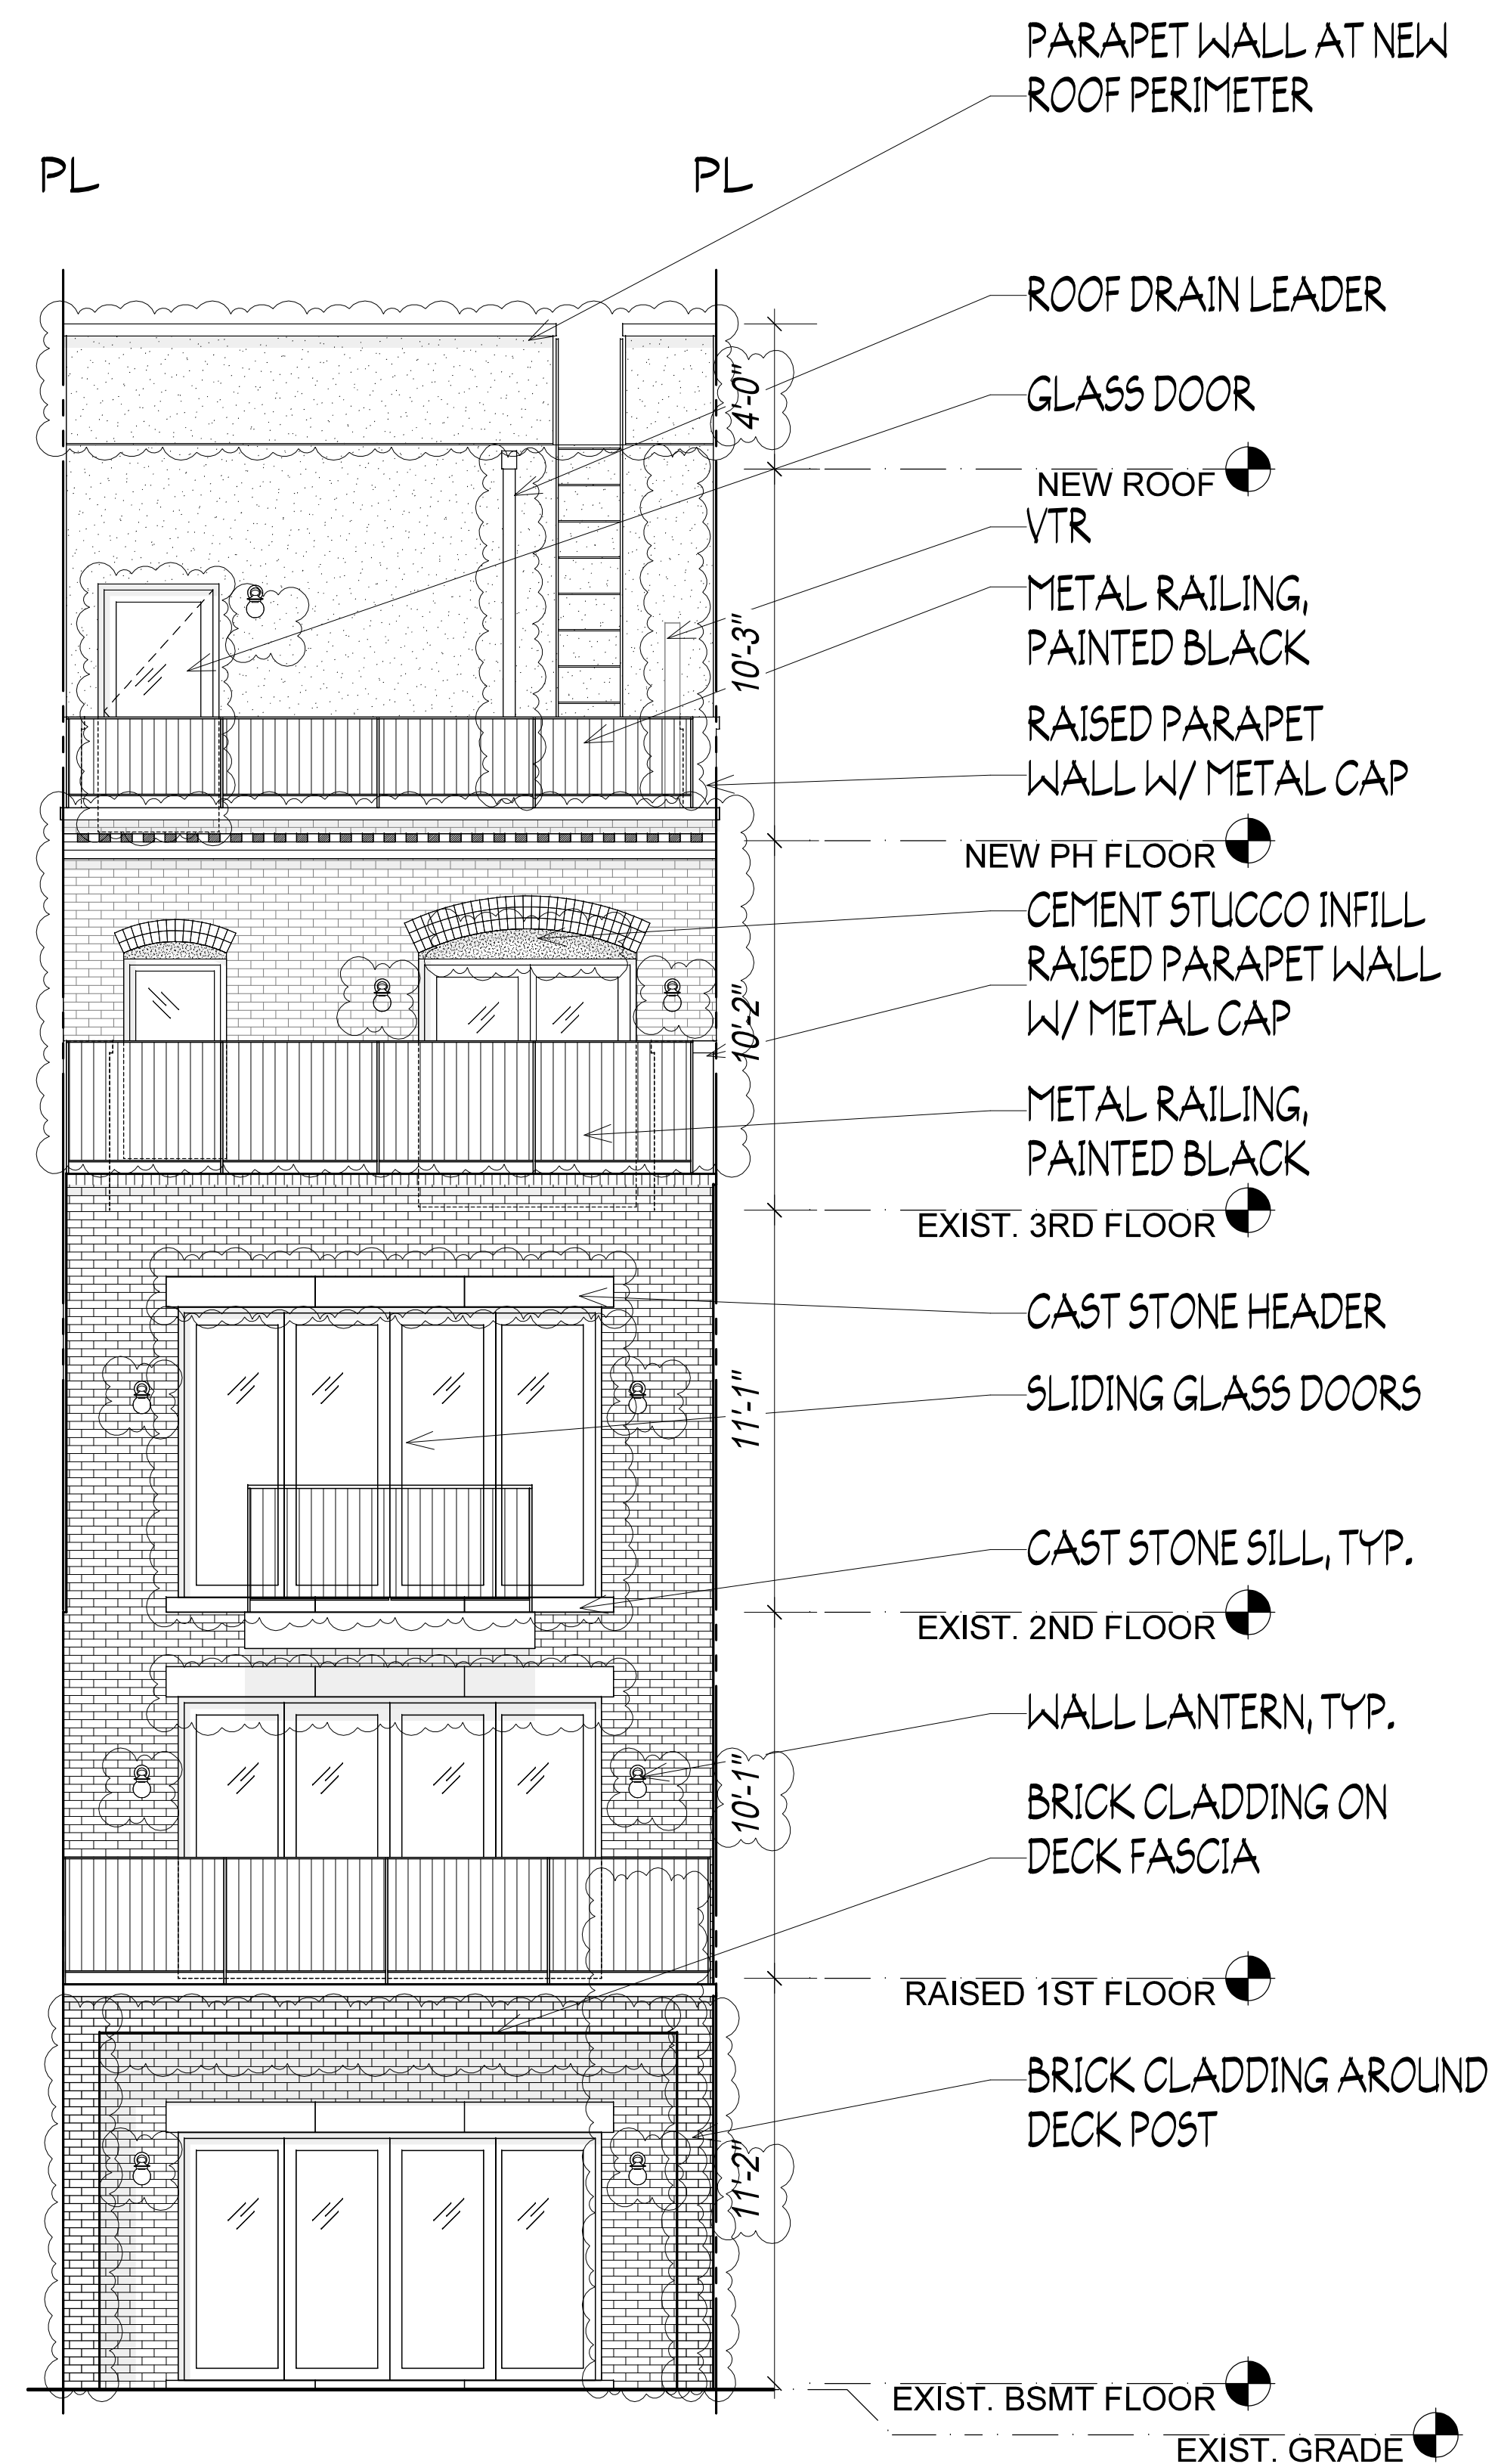 PARAPET WALL AT NEW
ROOF PERIMETER
PL
PL
ROOF DRAIN LEADER
4'-0"
GLASS DOOR
NEW ROOF
VTR
METAL RAILING,
PAINTED BLACK
10'-3"
RAISED PARAPET
WALL W/ METAL CAP
NEW PH FLOOR
CEMENT STUCCO INFILL
RAISED PARAPET WALL
W/ METAL CAP
10'-2"
METAL RAILING,
PAINTED BLACK
EXIST. 3RD FLOOR
CAST STONE HEADER
SLIDING GLASS DOORS
11'-1"
CAST STONE SILL, TYP.
EXIST. 2ND FLOOR
WALL LANTERN, TYP.
10'-1"
BRICK CLADDING ON
DECK FASCIA
RAISED 1ST FLOOR
BRICK CLADDING AROUND
DECK POST
11'-2"
EXIST. BSMT FLOOR
EXIST. GRADE